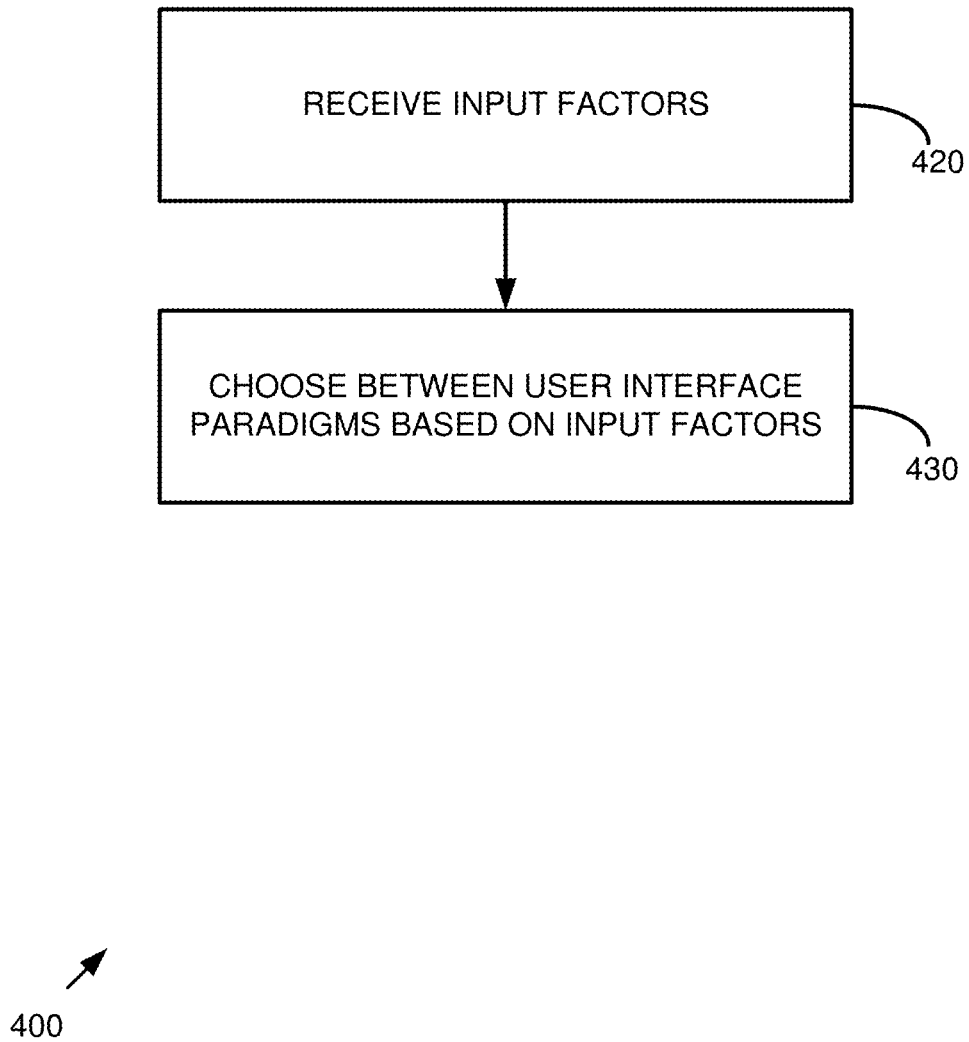 RECEIVE INPUT FACTORS
420
CHOOSE BETWEEN USER INTERFACE
PARADIGMS BASED ON INPUT FACTORS
430
400